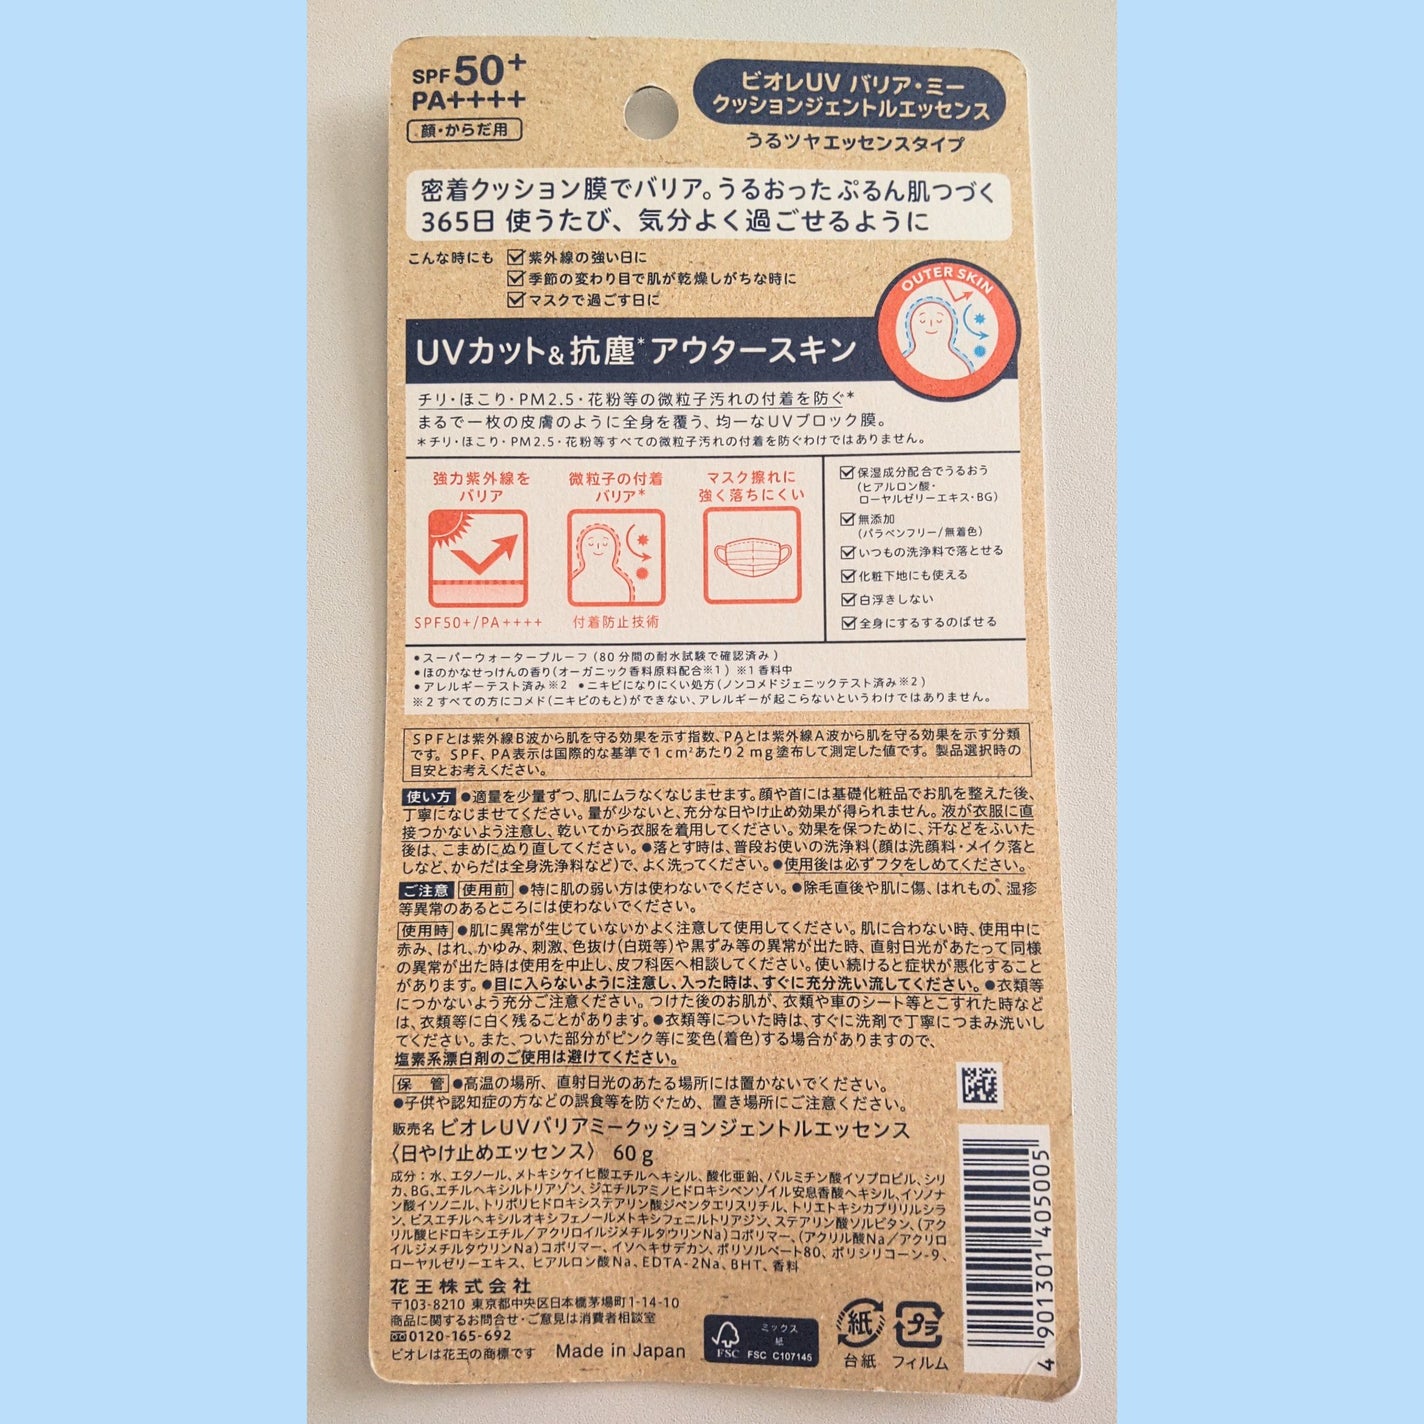 SPF50+
PA++++
顔・からだ用
ビオレUV バリア・ミー
クッションジェントルエッセンス
うるツヤエッセンスタイプ
密着クッション膜でバリア。うるおった ぷるん肌つづく
365日 使うたび、気分よく過ごせるように
こんな時にも
紫外線の強い日に
季節の変わり目で肌が乾燥しがちな時に
マスクで過ごす日に
OUTER SKIN
UVカット&抗塵*アウタースキン
チリ・ほこり・PM2.5・花粉等の微粒子汚れの付着を防ぐ*
まるで一枚の皮膚のように全身を覆う、均一なUVブロック膜。
*チリ・ほこり・PM2.5・花粉等すべての微粒子汚れの付着を防ぐわけではありません。
強力紫外線を
バリア
SPF50+/PA++++
微粒子の付着
バリア*
付着防止技術
マスク擦れに
強く落ちにくい
保湿成分配合でうるおう
(ヒアルロン酸・
ローヤルゼリーエキス・BG)
無添加
(パラベンフリー/無着色)
いつもの洗浄料で落とせる
化粧下地にも使える
白浮きしない
全身にするするのばせる
•スーパーウォータープルーフ(80分間の耐水試験で確認済み)
•ほのかなせっけんの香り(オーガニック香料原料配合※1) ※1香料中
•アレルギーテスト済み※2 •ニキビになりにくい処方(ノンコメドジェニックテスト済み※2)
※2すべての方にコメド(ニキビのもと)ができない、アレルギーが起こらないというわけではありません。
SPFとは紫外線B波から肌を守る効果を示す指数、PAとは紫外線A波から肌を守る効果を示す分類
です。SPF、PA表示は国際的な基準で1cm²あたり2mg塗布して測定した値です。製品選択時の
目安とお考えください。
使い方 ●適量を少量ずつ、肌にムラなくなじませます。顔や首には基礎化粧品でお肌を整えた後、
丁寧になじませてください。量が少ないと、充分な日やけ止め効果が得られません。液が衣服に直
接つかないよう注意し、乾いてから衣服を着用してください。効果を保つために、汗などをふいた
後は、こまめにぬり直してください。●落とす時は、普段お使いの洗浄料(顔は洗顔料・メイク落と
しなど、からだは全身洗浄料など)で、よく洗ってください。●使用後は必ずフタをしめてください。
ご注意 使用前 ●特に肌の弱い方は使わないでください。●除毛直後や肌に傷、はれもの、湿疹
等異常のあるところには使わないでください。
使用時 ●肌に異常が生じていないかよく注意して使用してください。肌に合わない時、使用中に
赤み、はれ、かゆみ、刺激、色抜け(白斑等)や黒ずみ等の異常が出た時、直射日光があたって同様
の異常が出た時は使用を中止し、皮フ科医へ相談してください。使い続けると症状が悪化すること
があります。●目に入らないように注意し、入った時は、すぐに充分洗い流してください。●衣類等
につかないよう充分ご注意ください。つけた後のお肌が、衣類や車のシート等とこすれた時など
は、衣類等に白く残ることがあります。●衣類等についた時は、すぐに洗剤で丁寧につまみ洗いし
てください。また、ついた部分がピンク等に変色(着色)する場合がありますので、
塩素系漂白剤のご使用は避けてください。
保 管 ●高温の場所、直射日光のあたる場所には置かないでください。
●子供や認知症の方などの誤食等を防ぐため、置き場所にご注意ください。
販売名 ビオレUVバリアミークッションジェントルエッセンス
〈日やけ止めエッセンス〉 60g
成分:水、エタノール、メトキシケイヒ酸エチルヘキシル、酸化亜鉛、パルミチン酸イソプロピル、シリ
カ、BG、エチルヘキシルトリアゾン、ジエチルアミノヒドロキシベンゾイル安息香酸ヘキシル、イソノナ
ン酸イソノニル、トリポリヒドロキシステアリン酸ジペンタエリスリチル、トリエトキシカプリリルシラ
ン、ビスエチルヘキシルオキシフェノールメトキシフェニルトリアジン、ステアリン酸ソルビタン、(アク
リル酸ヒドロキシエチル/アクリロイルジメチルタウリンNa)コポリマー、(アクリル酸Na/アクリロ
イルジメチルタウリンNa)コポリマー、イソヘキサデカン、ポリソルベート80、ポリシリコーン-9、
ローヤルゼリーエキス、ヒアルロン酸Na、EDTA-2Na、BHT、香料
花王株式会社
〒103-8210 東京都中央区日本橋茅場町1-14-10
商品に関するお問合せ・ご意見は消費者相談室
0120-165-692
ビオレは花王の商標です Made in Japan
FSC
ミックス
紙
FSC C107145
紙
台紙
プラ
フィルム
4 901301 405005